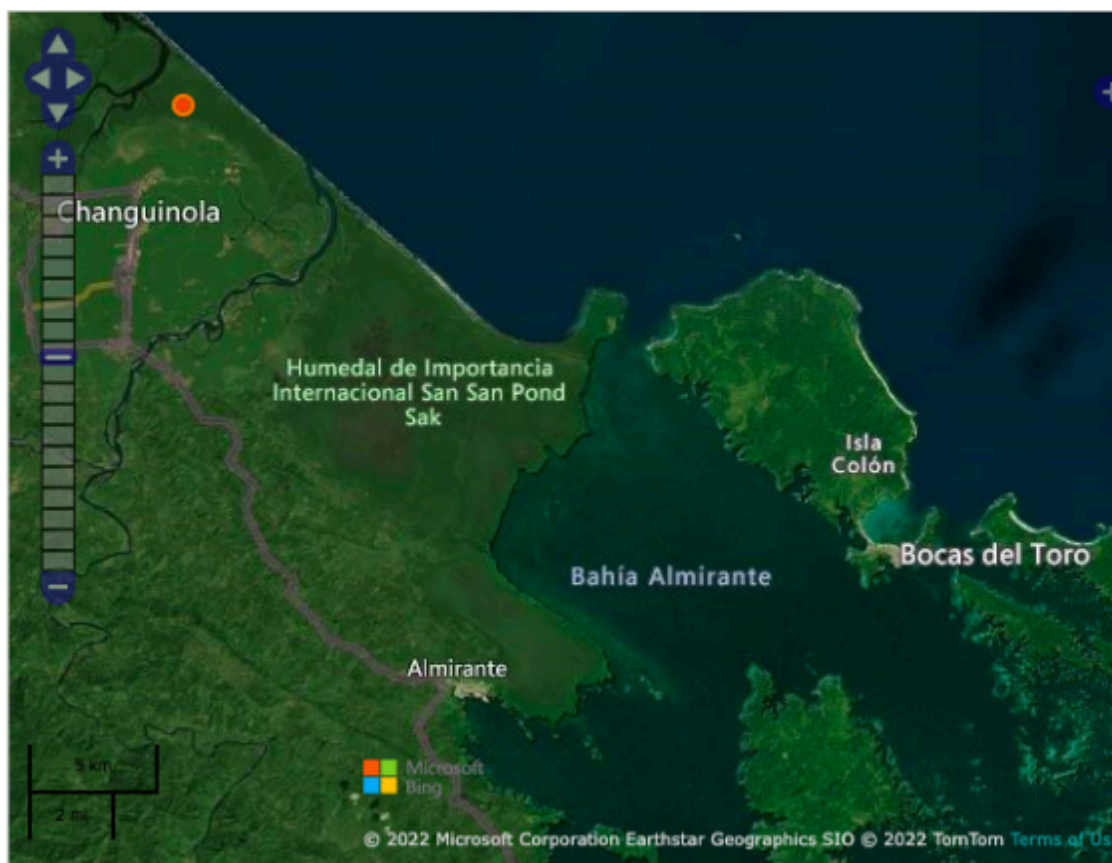 Changuinola
Humedal de Importancia
Internacional San San Pond
Sak
Isla
Colón
Bocas del Toro
Bahía Almirante
Almirante
5 km
2 mi
Microsoft
Bing
© 2022 Microsoft Corporation Earthstar Geographics SIO © 2022 TomTom Terms of Us